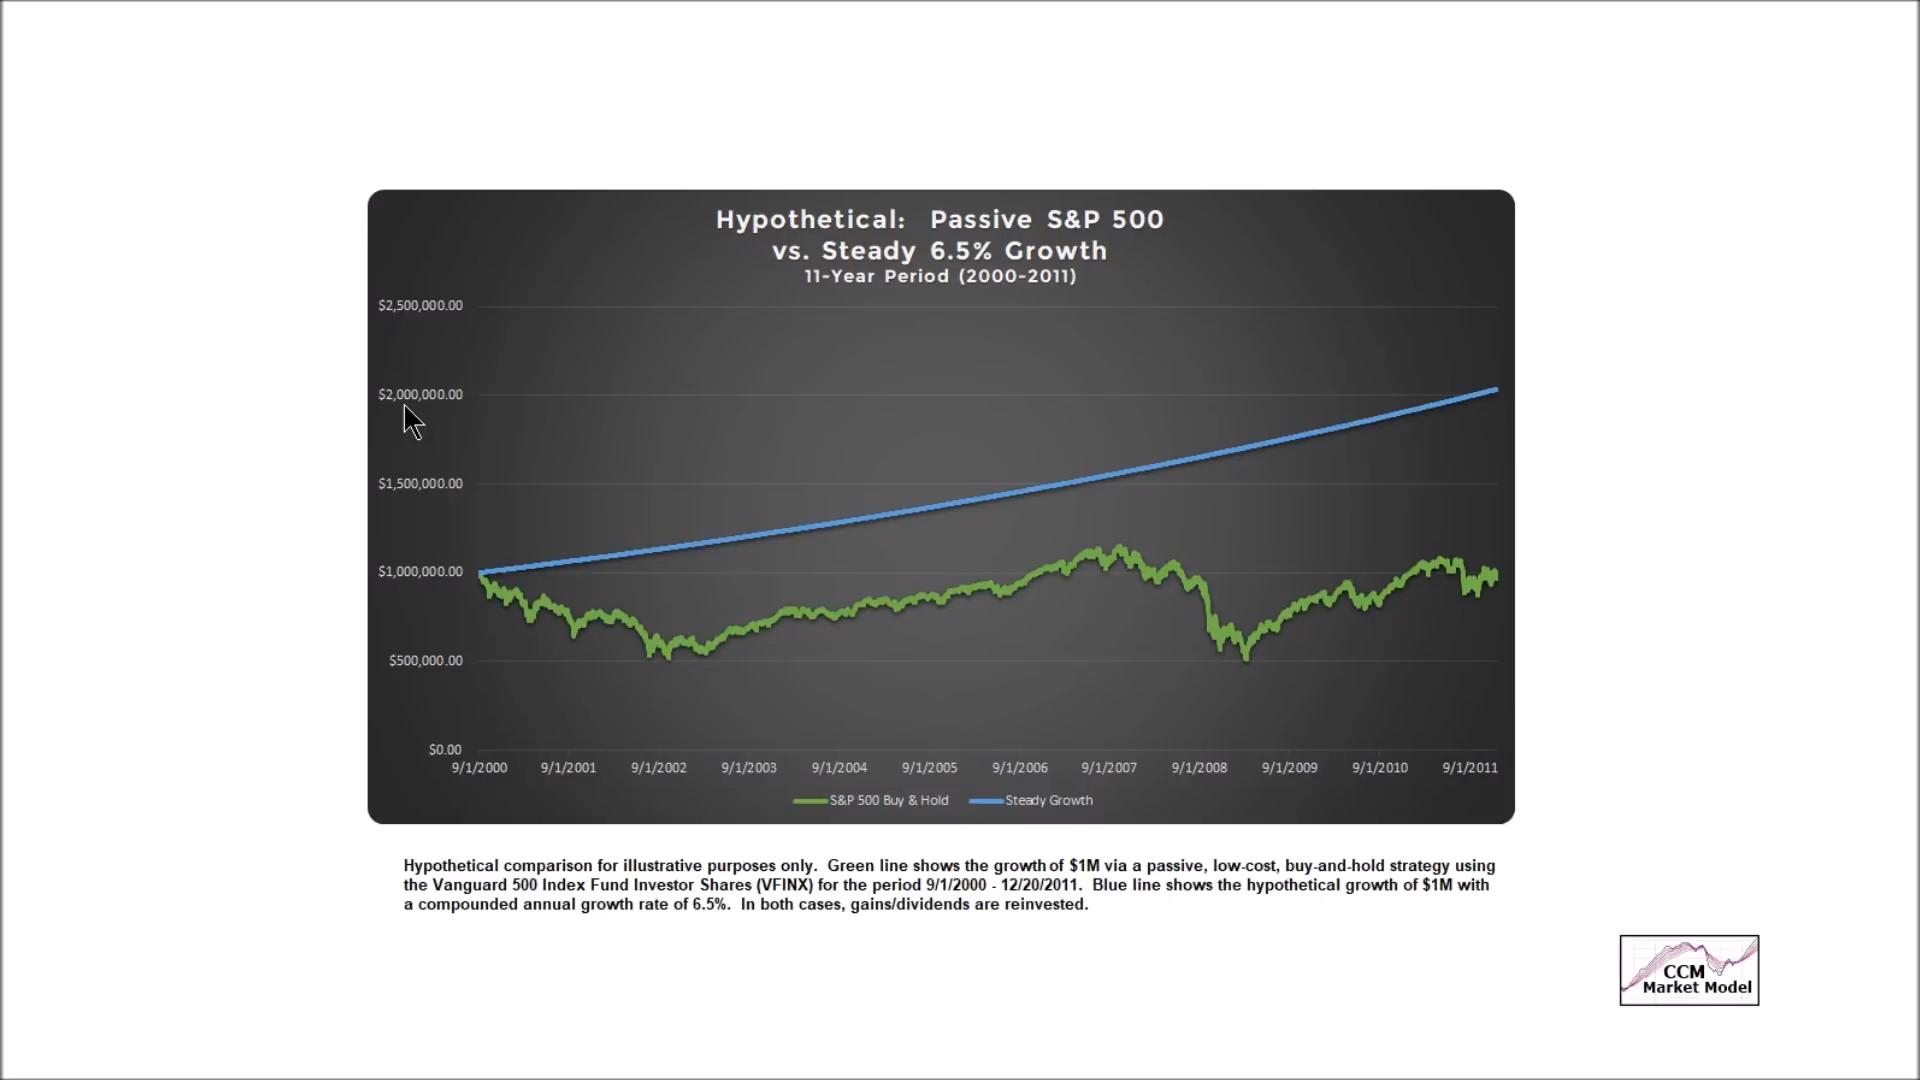 Hypothetical: Passive S&P 500
vs. Steady 6.5% Growth
11-Year Period (2000-2011)
$2,500,000.00
$2,000,000.00
$1,500,000.00
$1,000,000.00
$500,000.00
$0.00
9/1/2000 9/1/2001 9/1/2002 9/1/2003 9/1/2004 9/1/2005 9/1/2006 9/1/2007 9/1/2008 9/1/2009 9/1/2010 9/1/2011
S&P 500 Buy & Hold Steady Growth
Hypothetical comparison for illustrative purposes only. Green line shows the growth of $1M via a passive, low-cost, buy-and-hold strategy using
the Vanguard 500 Index Fund Investor Shares (VFINX) for the period 9/1/2000 - 12/20/2011. Blue line shows the hypothetical growth of $1M with
a compounded annual growth rate of 6.5%. In both cases, gains/dividends are reinvested.
CCM
Market Model